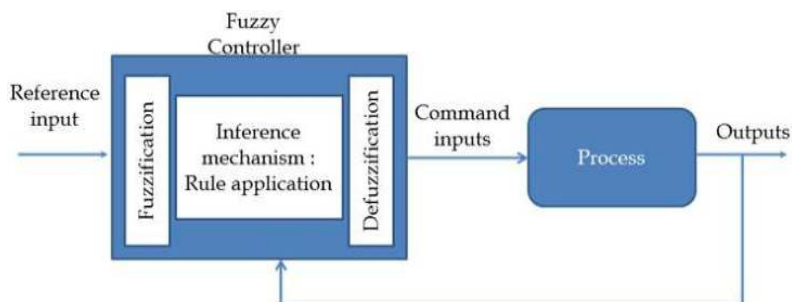 Fuzzy
Controller
Reference
input
Fuzzification
Inference
mechanism :
Rule application
Defuzzification
Command
inputs
Process
Outputs